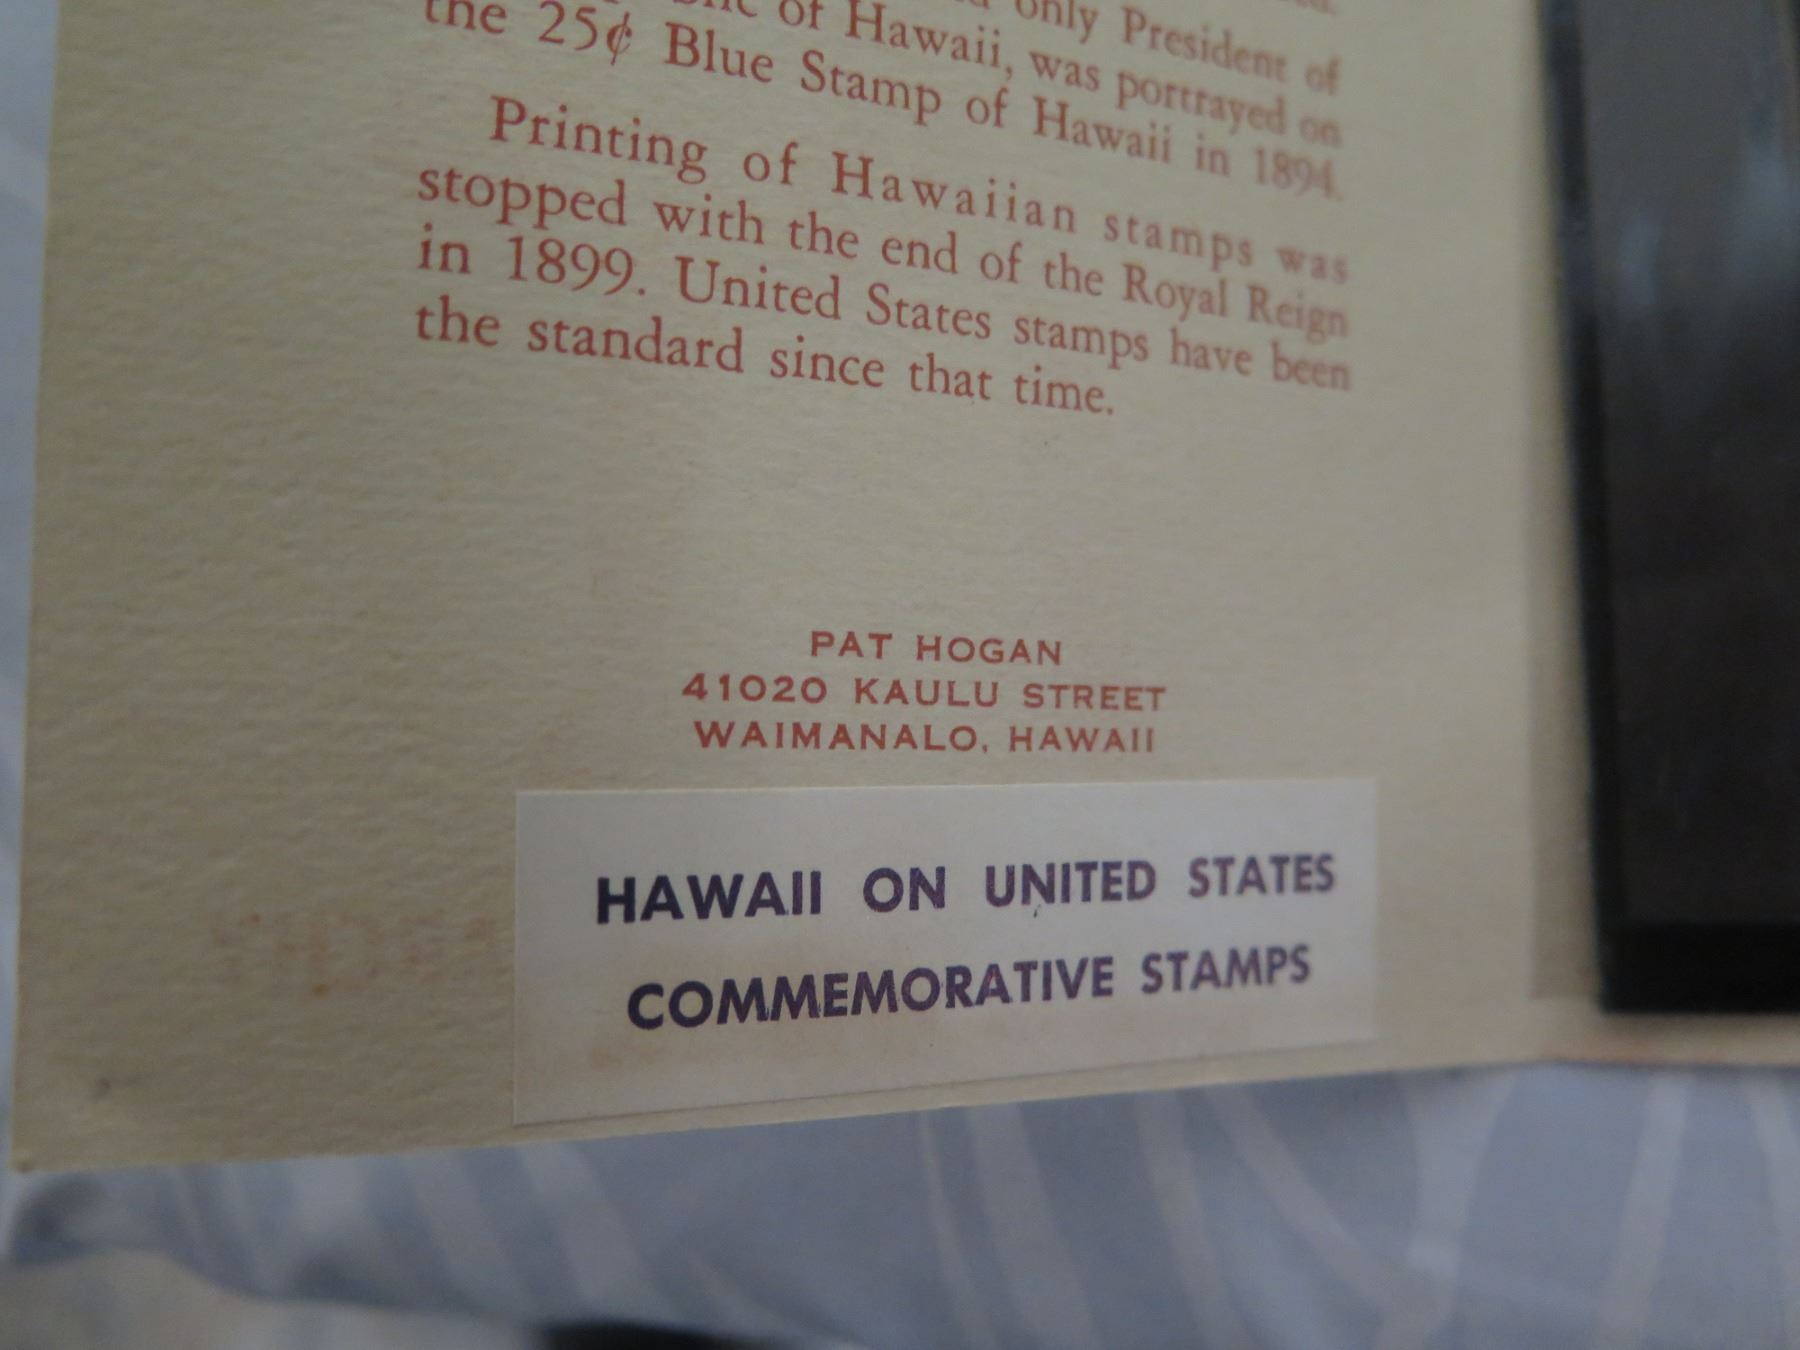 only President of
of Hawaii, was portrayed on
the 25¢ Blue Stamp of Hawaii in 1894.
Printing of Hawaiian stamps was
stopped with the end of the Royal Reign
in 1899. United States stamps have been
the standard since that time.
PAT HOGAN
41020 KAULU STREET
WAIMANALO, HAWAII
HAWAII ON UNITED STATES
COMMEMORATIVE STAMPS